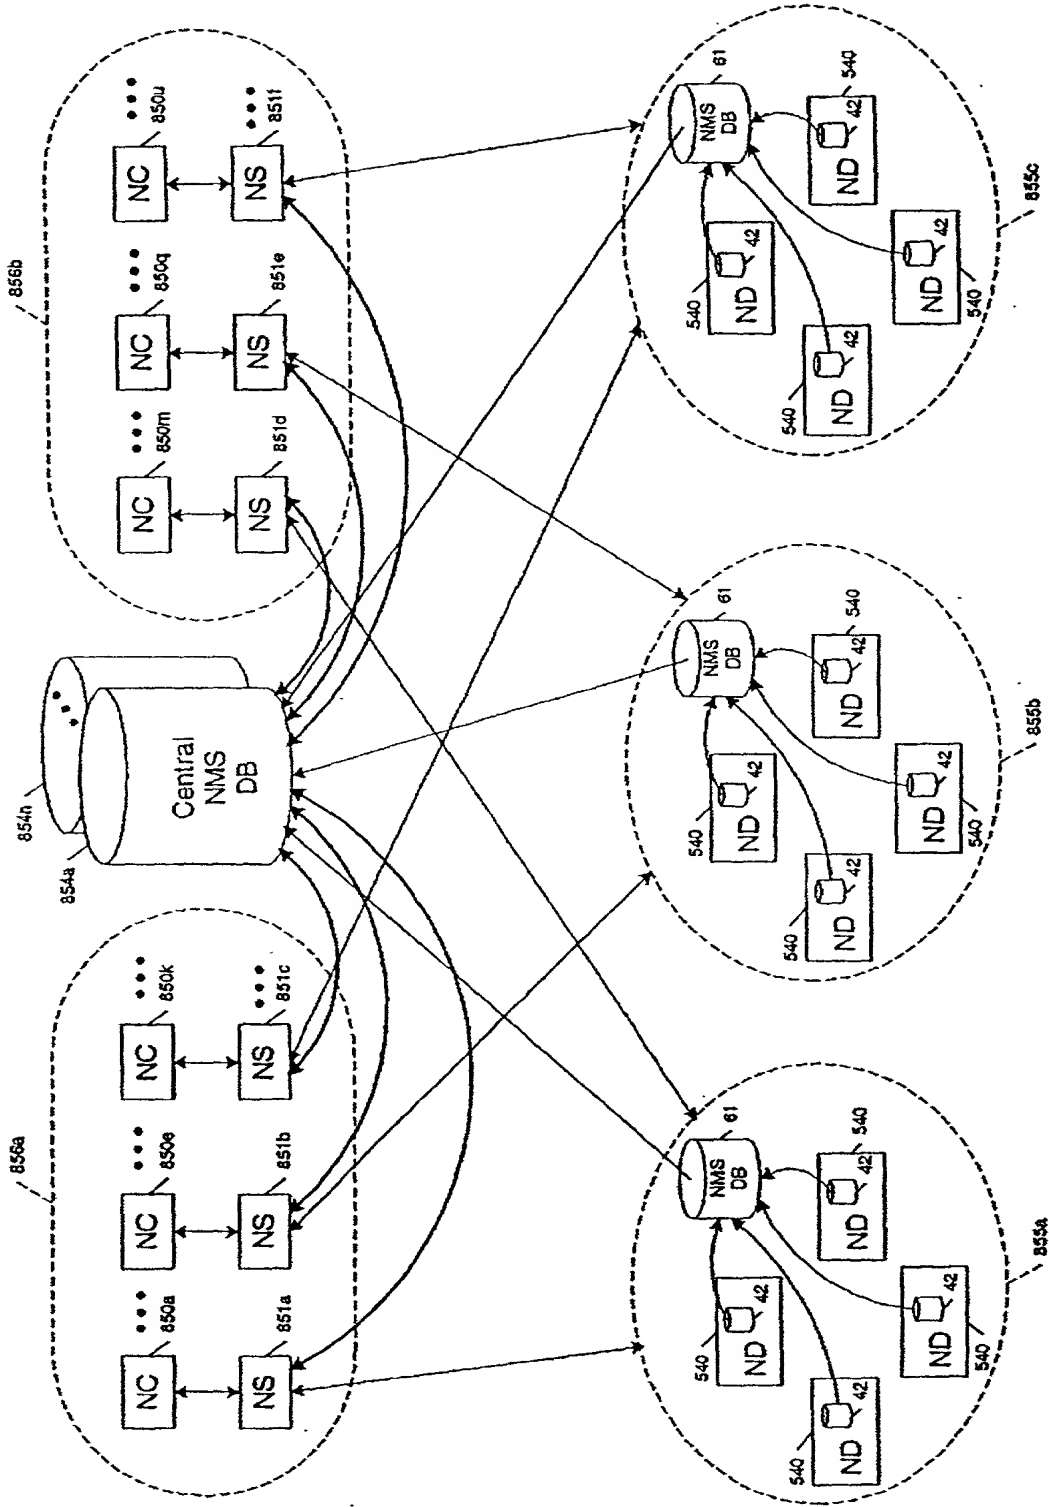 856a
NC
850a
•••
NC
850e
•••
NC
850k
•••
NS
851a
NS
851b
NS
851c
•••
854a
854n
•••
Central
NMS
DB
856b
NC
850m
•••
NC
850q
•••
NC
850u
•••
NS
851d
NS
851e
NS
851f
•••
61
NMS
DB
540
42
ND
540
42
ND
540
42
ND
540
42
ND
855a
61
NMS
DB
540
42
ND
540
42
ND
540
42
ND
540
42
ND
855b
61
NMS
DB
540
42
ND
540
42
ND
540
42
ND
540
42
ND
855c